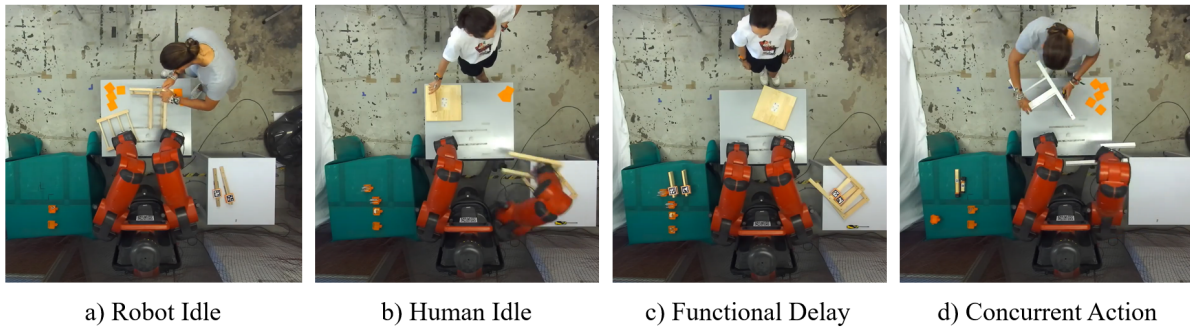 a) Robot Idle
b) Human Idle
c) Functional Delay
d) Concurrent Action